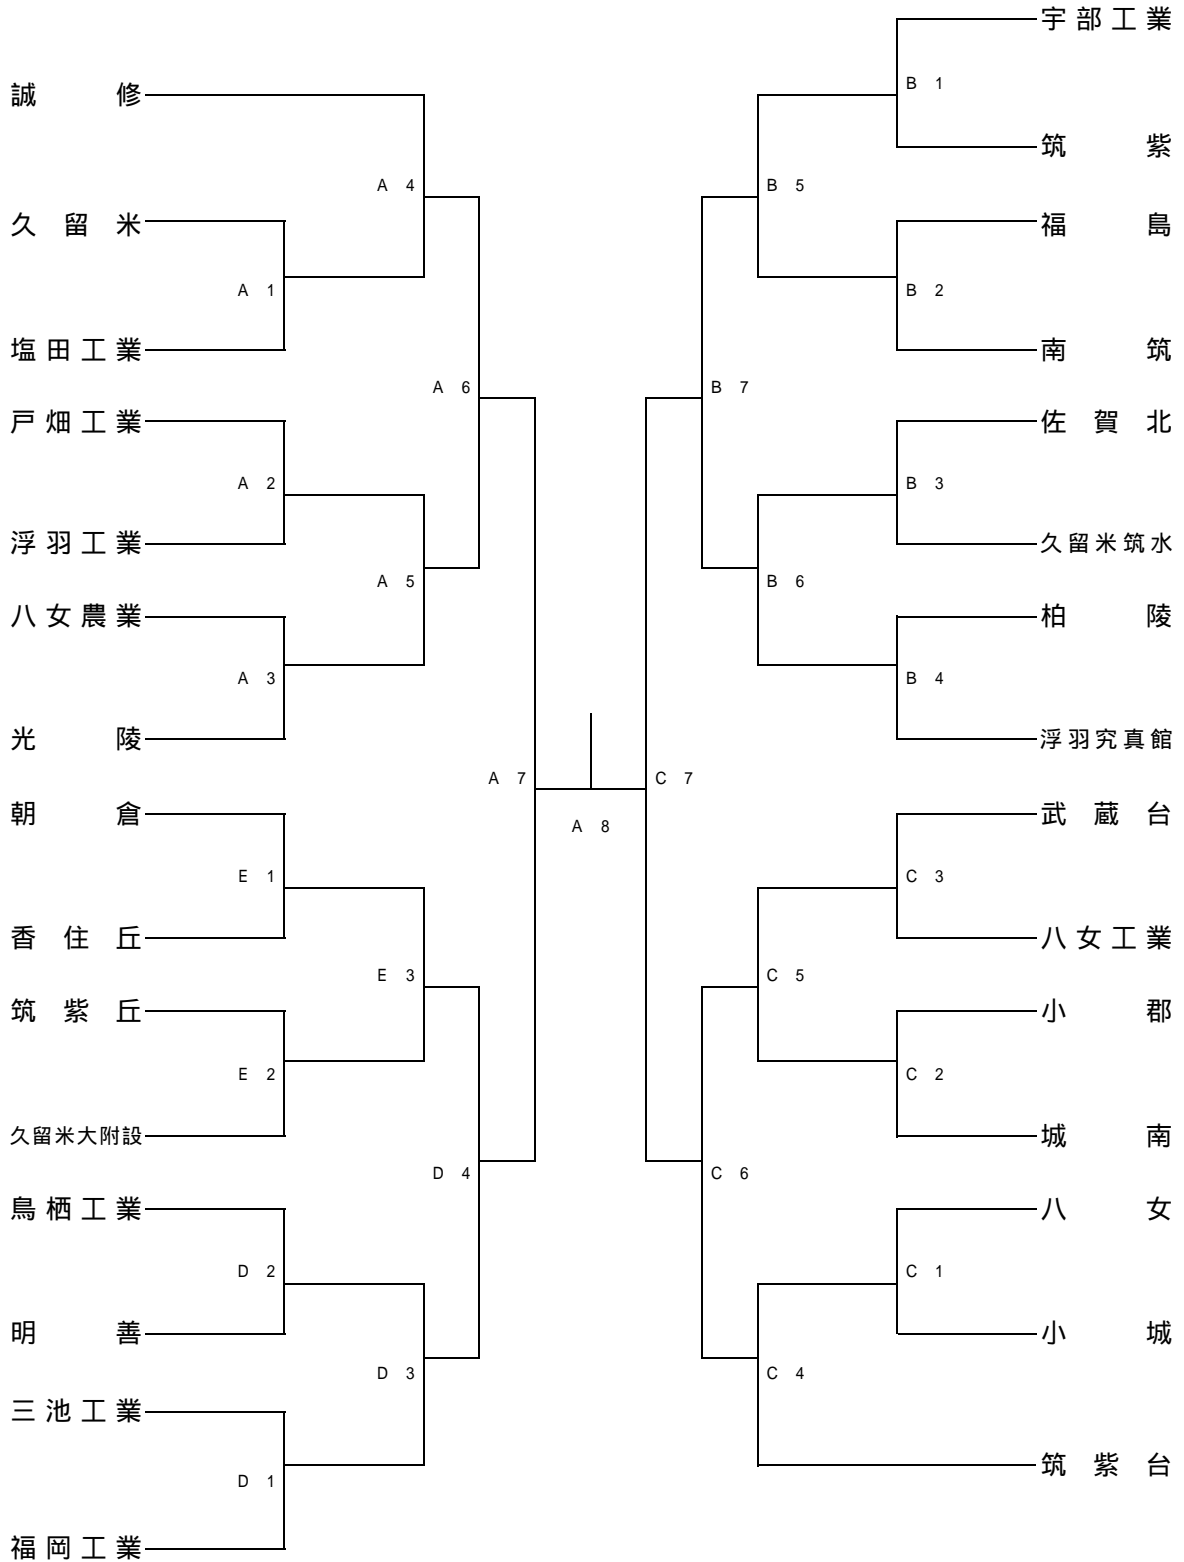 誠修
久留米
塩田工業
戸畑工業
浮羽工業
八女農業
光陵
朝倉
香住丘
筑紫丘
久留米大附設
鳥栖工業
明善
三池工業
福岡工業
A 1
A 2
A 3
E 1
E 2
D 2
D 1
A 4
A 5
E 3
D 3
A 6
D 4
A 7
A 8
C 7
B 7
C 6
B 5
B 6
C 5
C 4
B 1
B 2
B 3
B 4
C 3
C 2
C 1
宇部工業
筑紫
福島
南筑
佐賀北
久留米筑水
柏陵
浮羽究真館
武蔵台
八女工業
小郡
城南
八女
小城
筑紫台